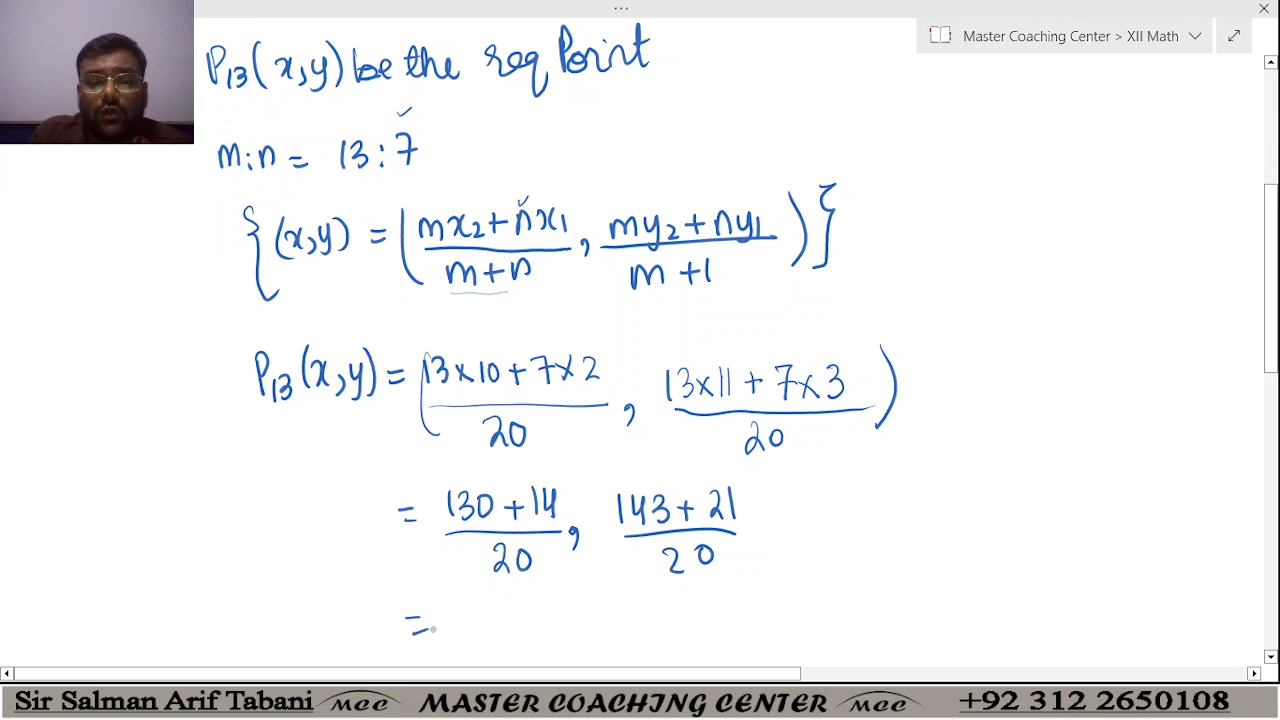 Master Coaching Center > XII Math
P13(x,y) be the req Point
m:n = 13:7
{(x,y) = (mx2+nx1/m+n, my2+ny1/m+1)}
P13(x,y) = (13×10+7×2/20, 13×11+7×3/20)
= 130+14/20, 143+21/20
=
Sir Salman Arif Tabani mcc MASTER COACHING CENTER mcc +92 312 2650108